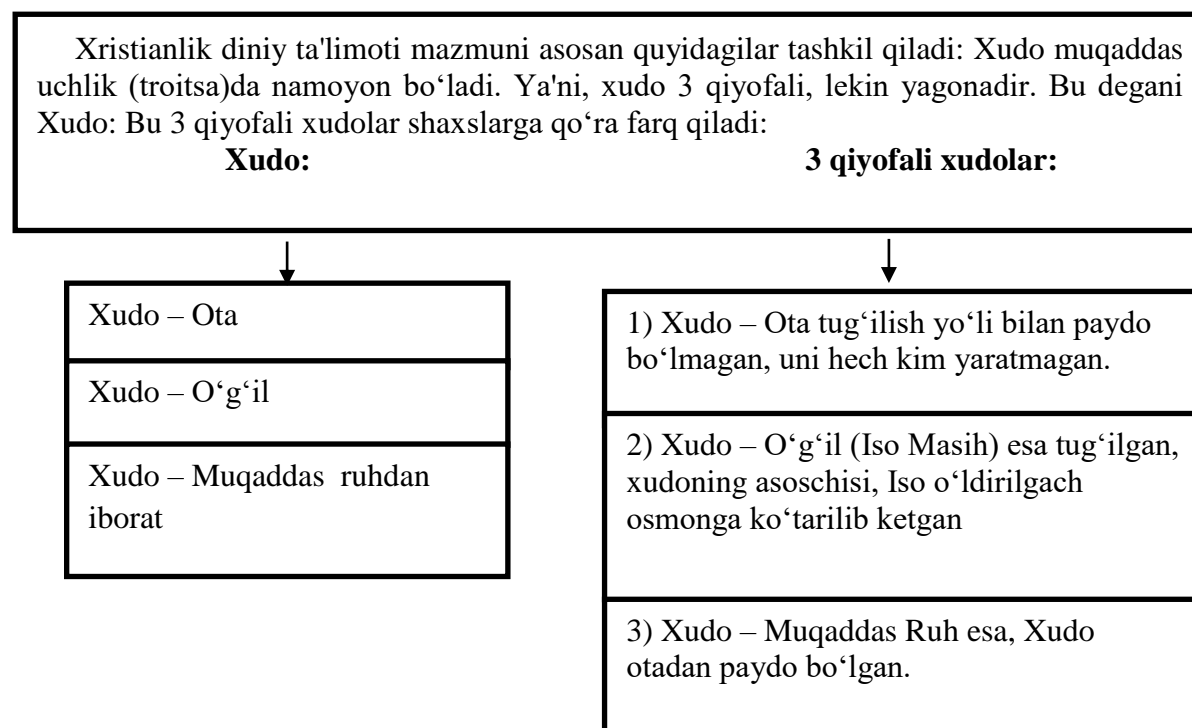 Xristianlik diniy ta'limoti mazmuni asosan quyidagilar tashkil qiladi: Xudo muqaddas
uchlik (troitsa)da namoyon bo‘ladi. Ya'ni, xudo 3 qiyofali, lekin yagonadir. Bu degani
Xudo: Bu 3 qiyofali xudolar shaxslarga qo‘ra farq qiladi:
Xudo: 3 qiyofali xudolar:
Xudo – Ota
Xudo – O‘g‘il
Xudo – Muqaddas ruhdan
iborat
1) Xudo – Ota tug‘ilish yo‘li bilan paydo
bo‘lmagan, uni hech kim yaratmagan.
2) Xudo – O‘g‘il (Iso Masih) esa tug‘ilgan,
xudoning asoschisi, Iso o‘ldirilgach
osmonga ko‘tarilib ketgan
3) Xudo – Muqaddas Ruh esa, Xudo
otadan paydo bo‘lgan.